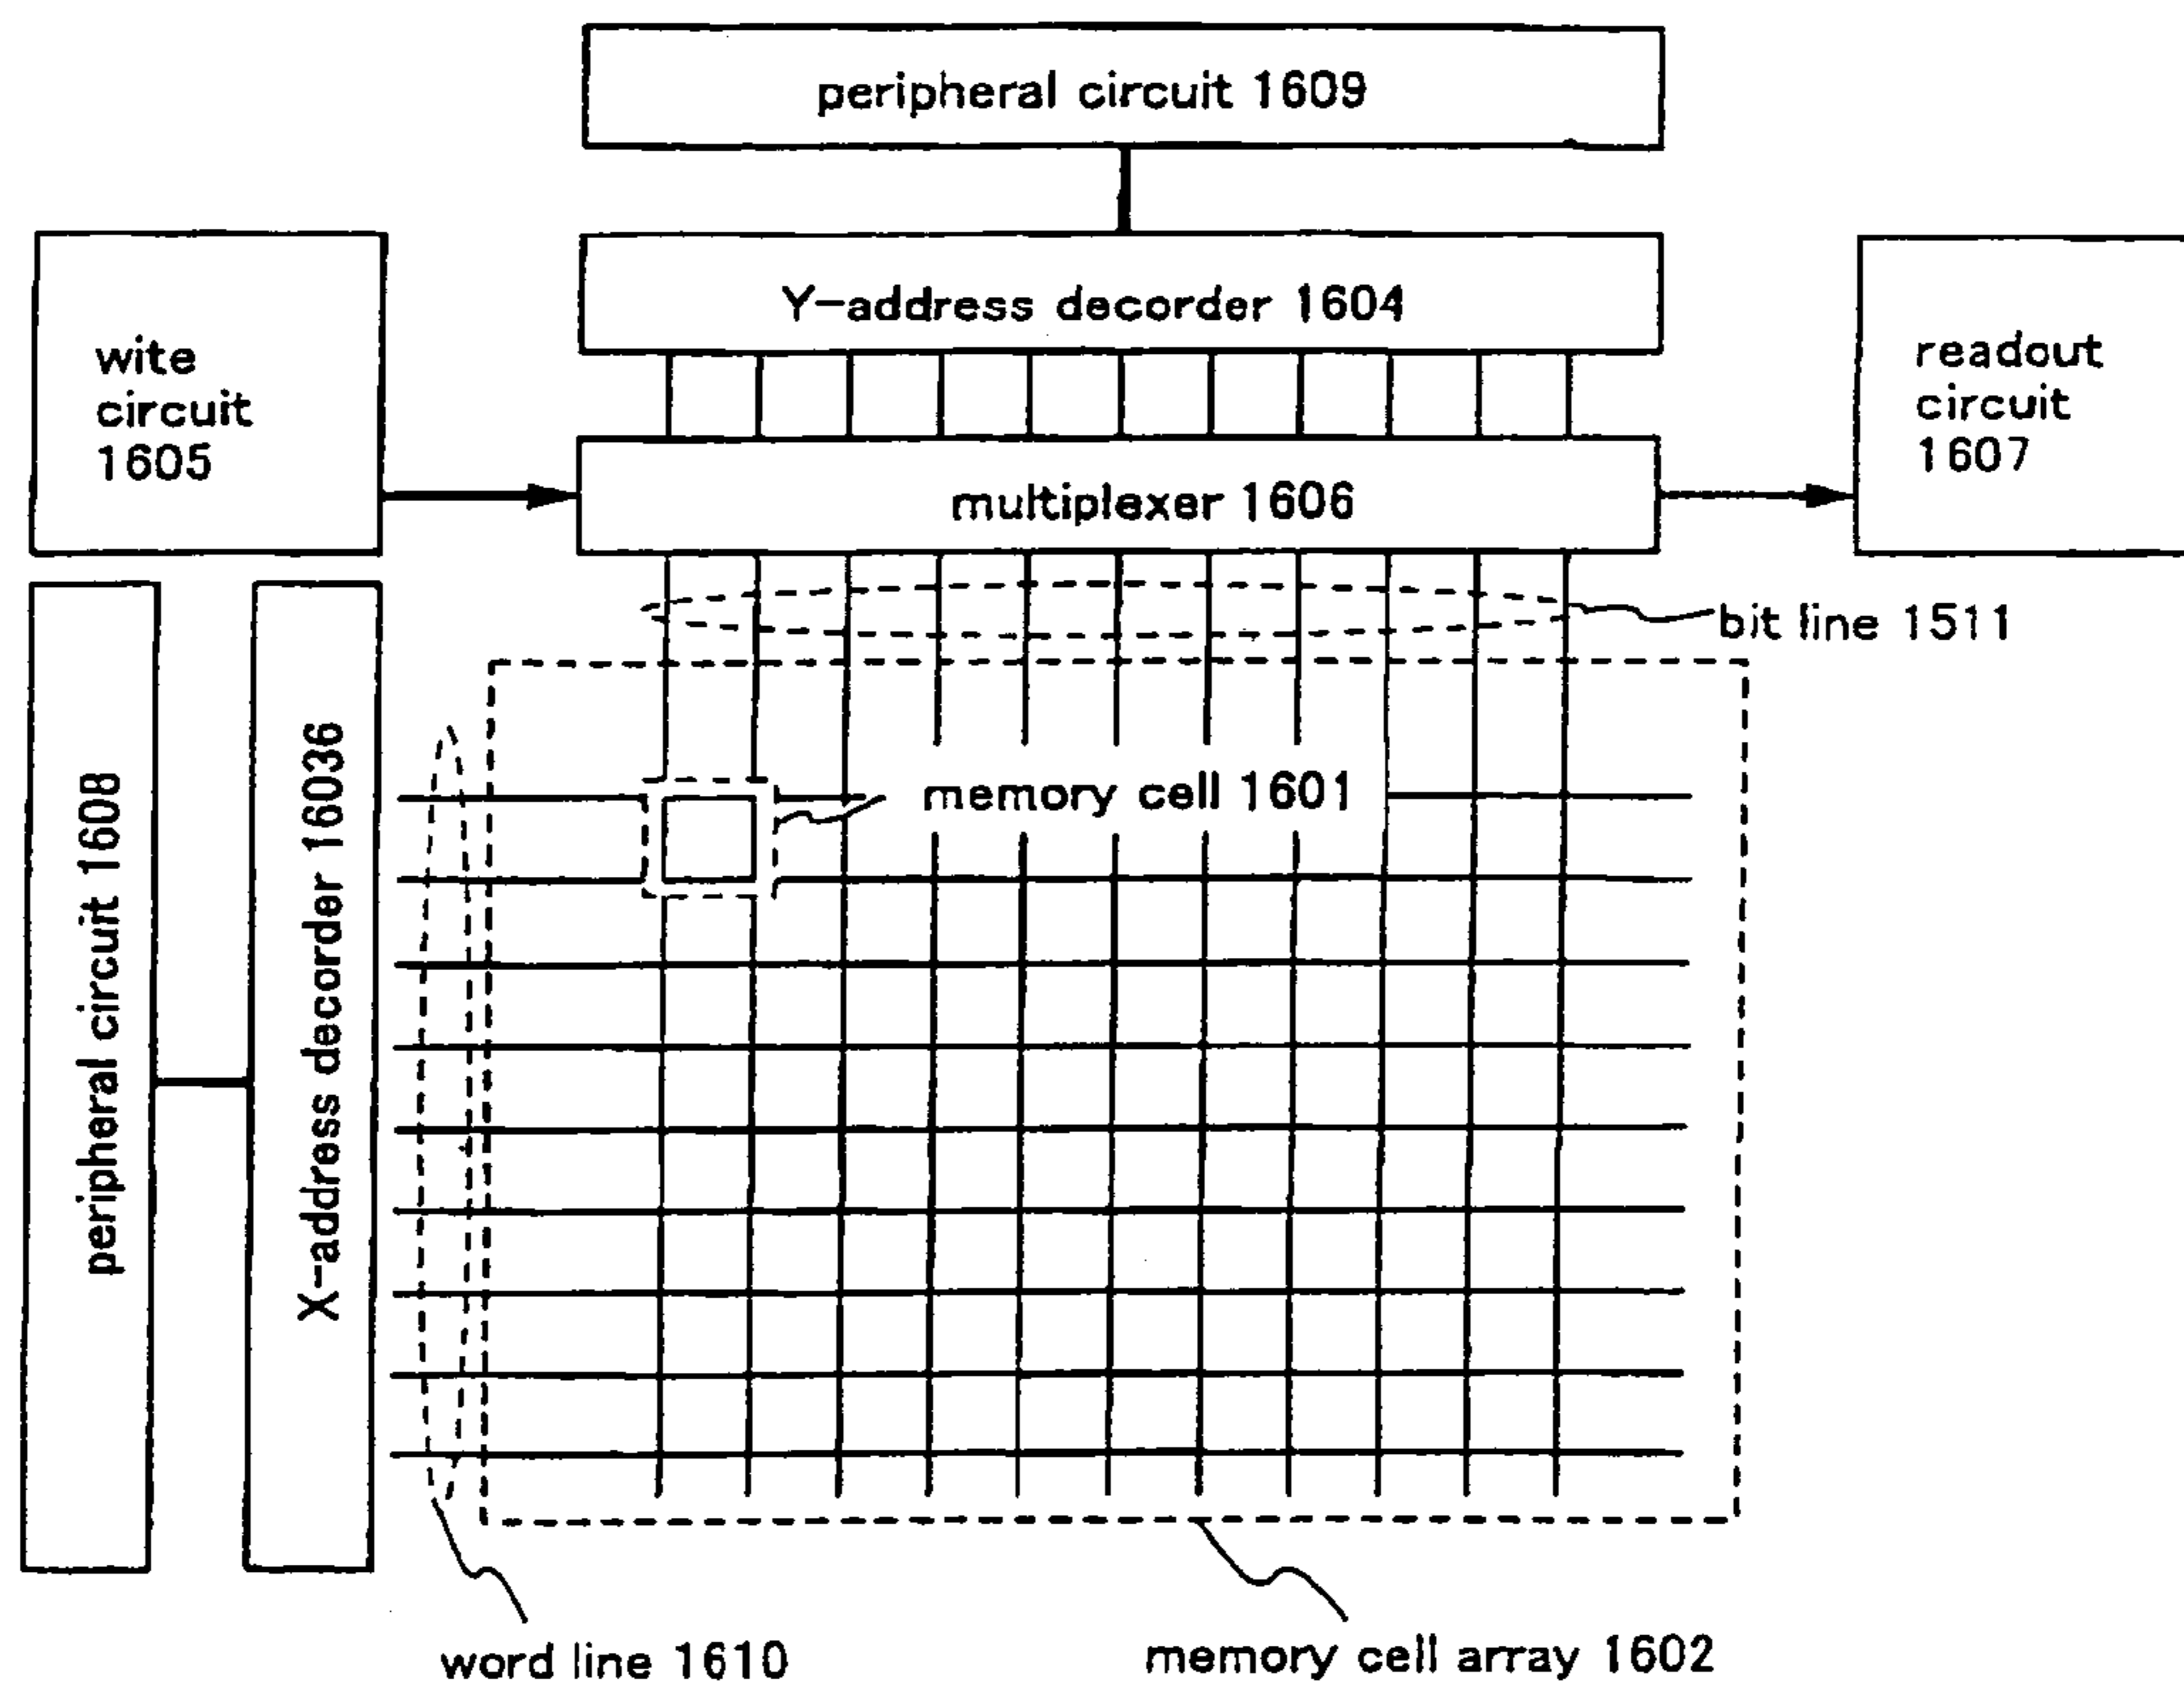 peripheral circuit 1609
Y-address decorder 1604
wite
circuit
1605
readout
circuit
1607
multiplexer 1606
bit line 1511
peripheral circuit 1608
X-address decorder 16036
memory cell 1601
word line 1610
memory cell array 1602